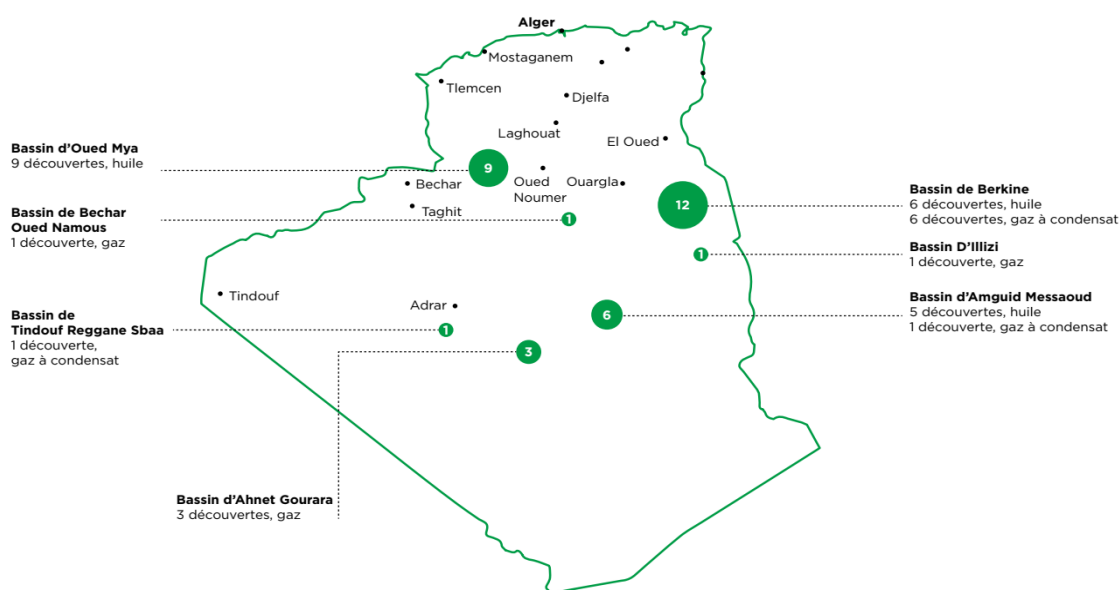 Alger
Mostaganem
Tlemcen
Djelfa
Laghouat
El Oued
Bassin d’Oued Mya
9 découvertes, huile
9
Bechar
Oued
Noumer
Ouargla
Taghit
12
Bassin de Berkine
6 découvertes, huile
6 découvertes, gaz à condensat
Bassin de Bechar
Oued Namous
1 découverte, gaz
1
Bassin D’Illizi
1 découverte, gaz
1
Tindouf
Adrar
Bassin d’Amguid Messaoud
5 découvertes, huile
1 découverte, gaz à condensat
6
Bassin de
Tindouf Reggane Sbaa
1 découverte,
gaz à condensat
1
3
Bassin d’Ahnet Gourara
3 découvertes, gaz